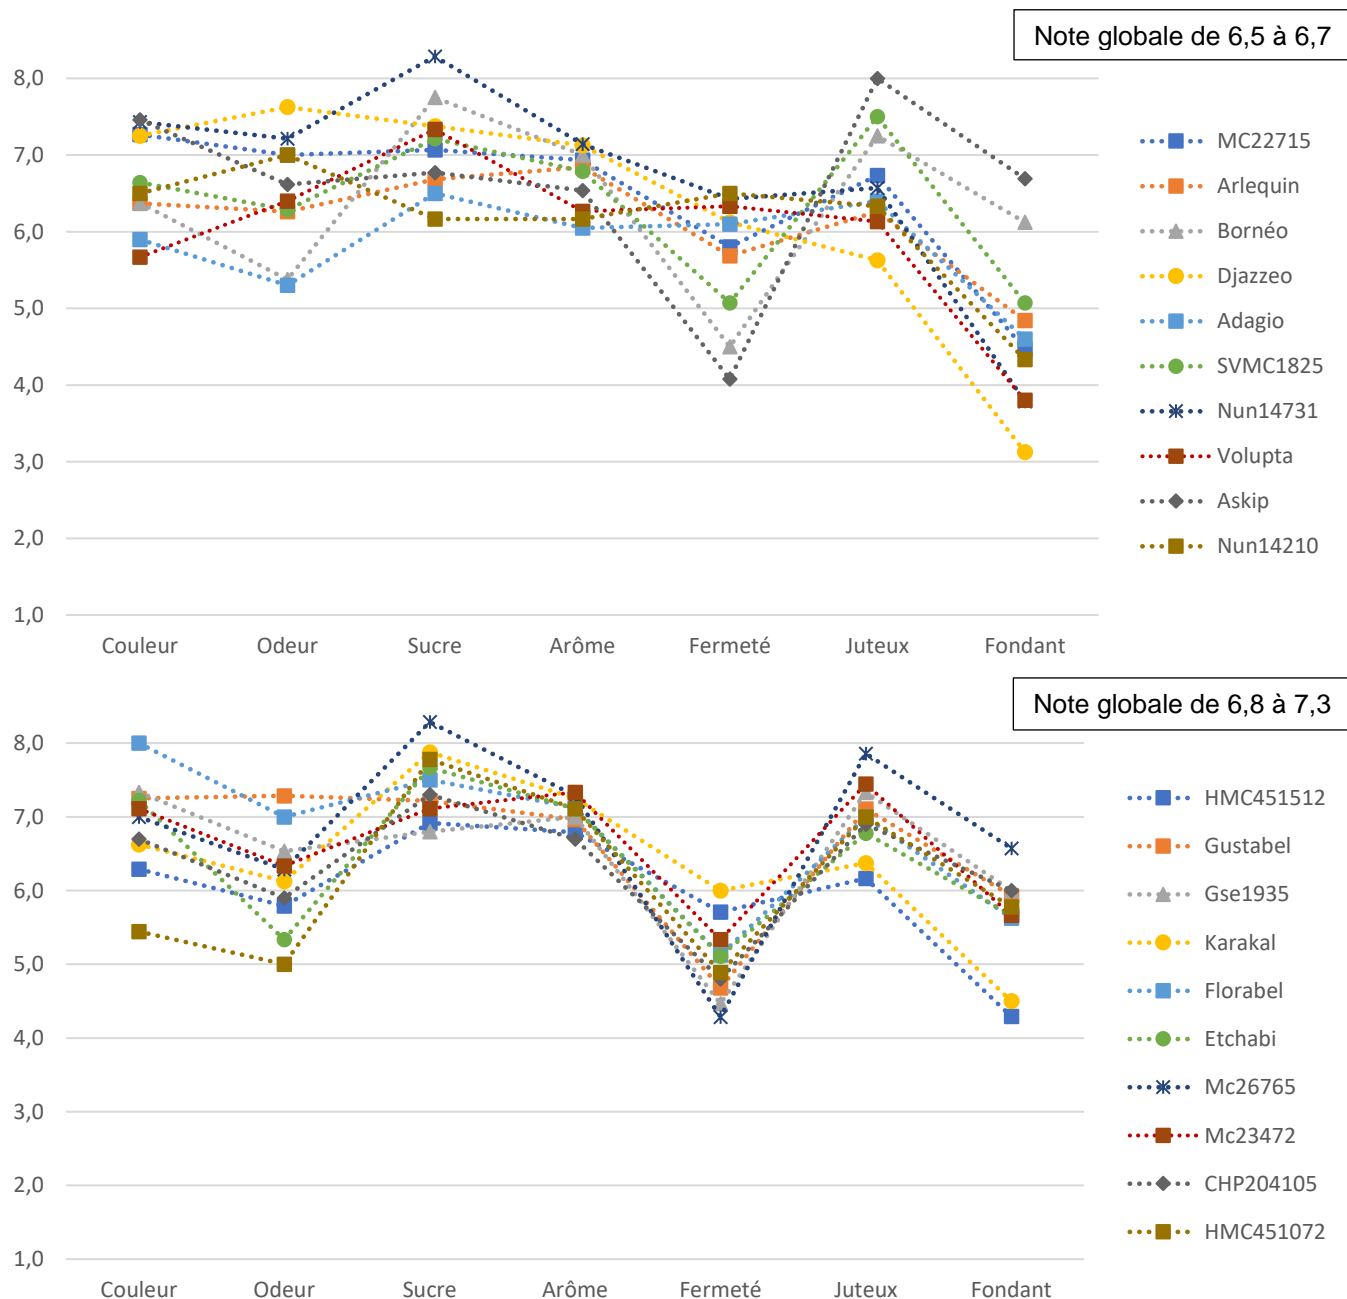 Note globale de 6,5 à 6,7
8,0
7,0
6,0
5,0
4,0
3,0
2,0
1,0
Couleur Odeur Sucre Arôme Fermeté Juteux Fondant
MC22715
Arlequin
Bornéo
Djazzeo
Adagio
SVMC1825
Nun14731
Volupta
Askip
Nun14210
Note globale de 6,8 à 7,3
8,0
7,0
6,0
5,0
4,0
3,0
2,0
1,0
Couleur Odeur Sucre Arôme Fermeté Juteux Fondant
HMC451512
Gustabel
Gse1935
Karakal
Florabel
Etchabi
Mc26765
Mc23472
CHP204105
HMC451072